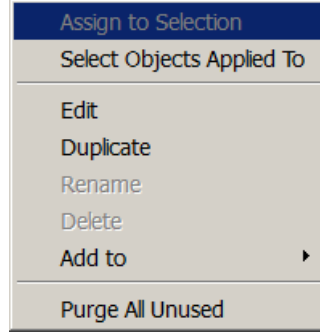 Assign to Selection
Select Objects Applied To
Edit
Duplicate
Rename
Delete
Add to
Purge All Unused